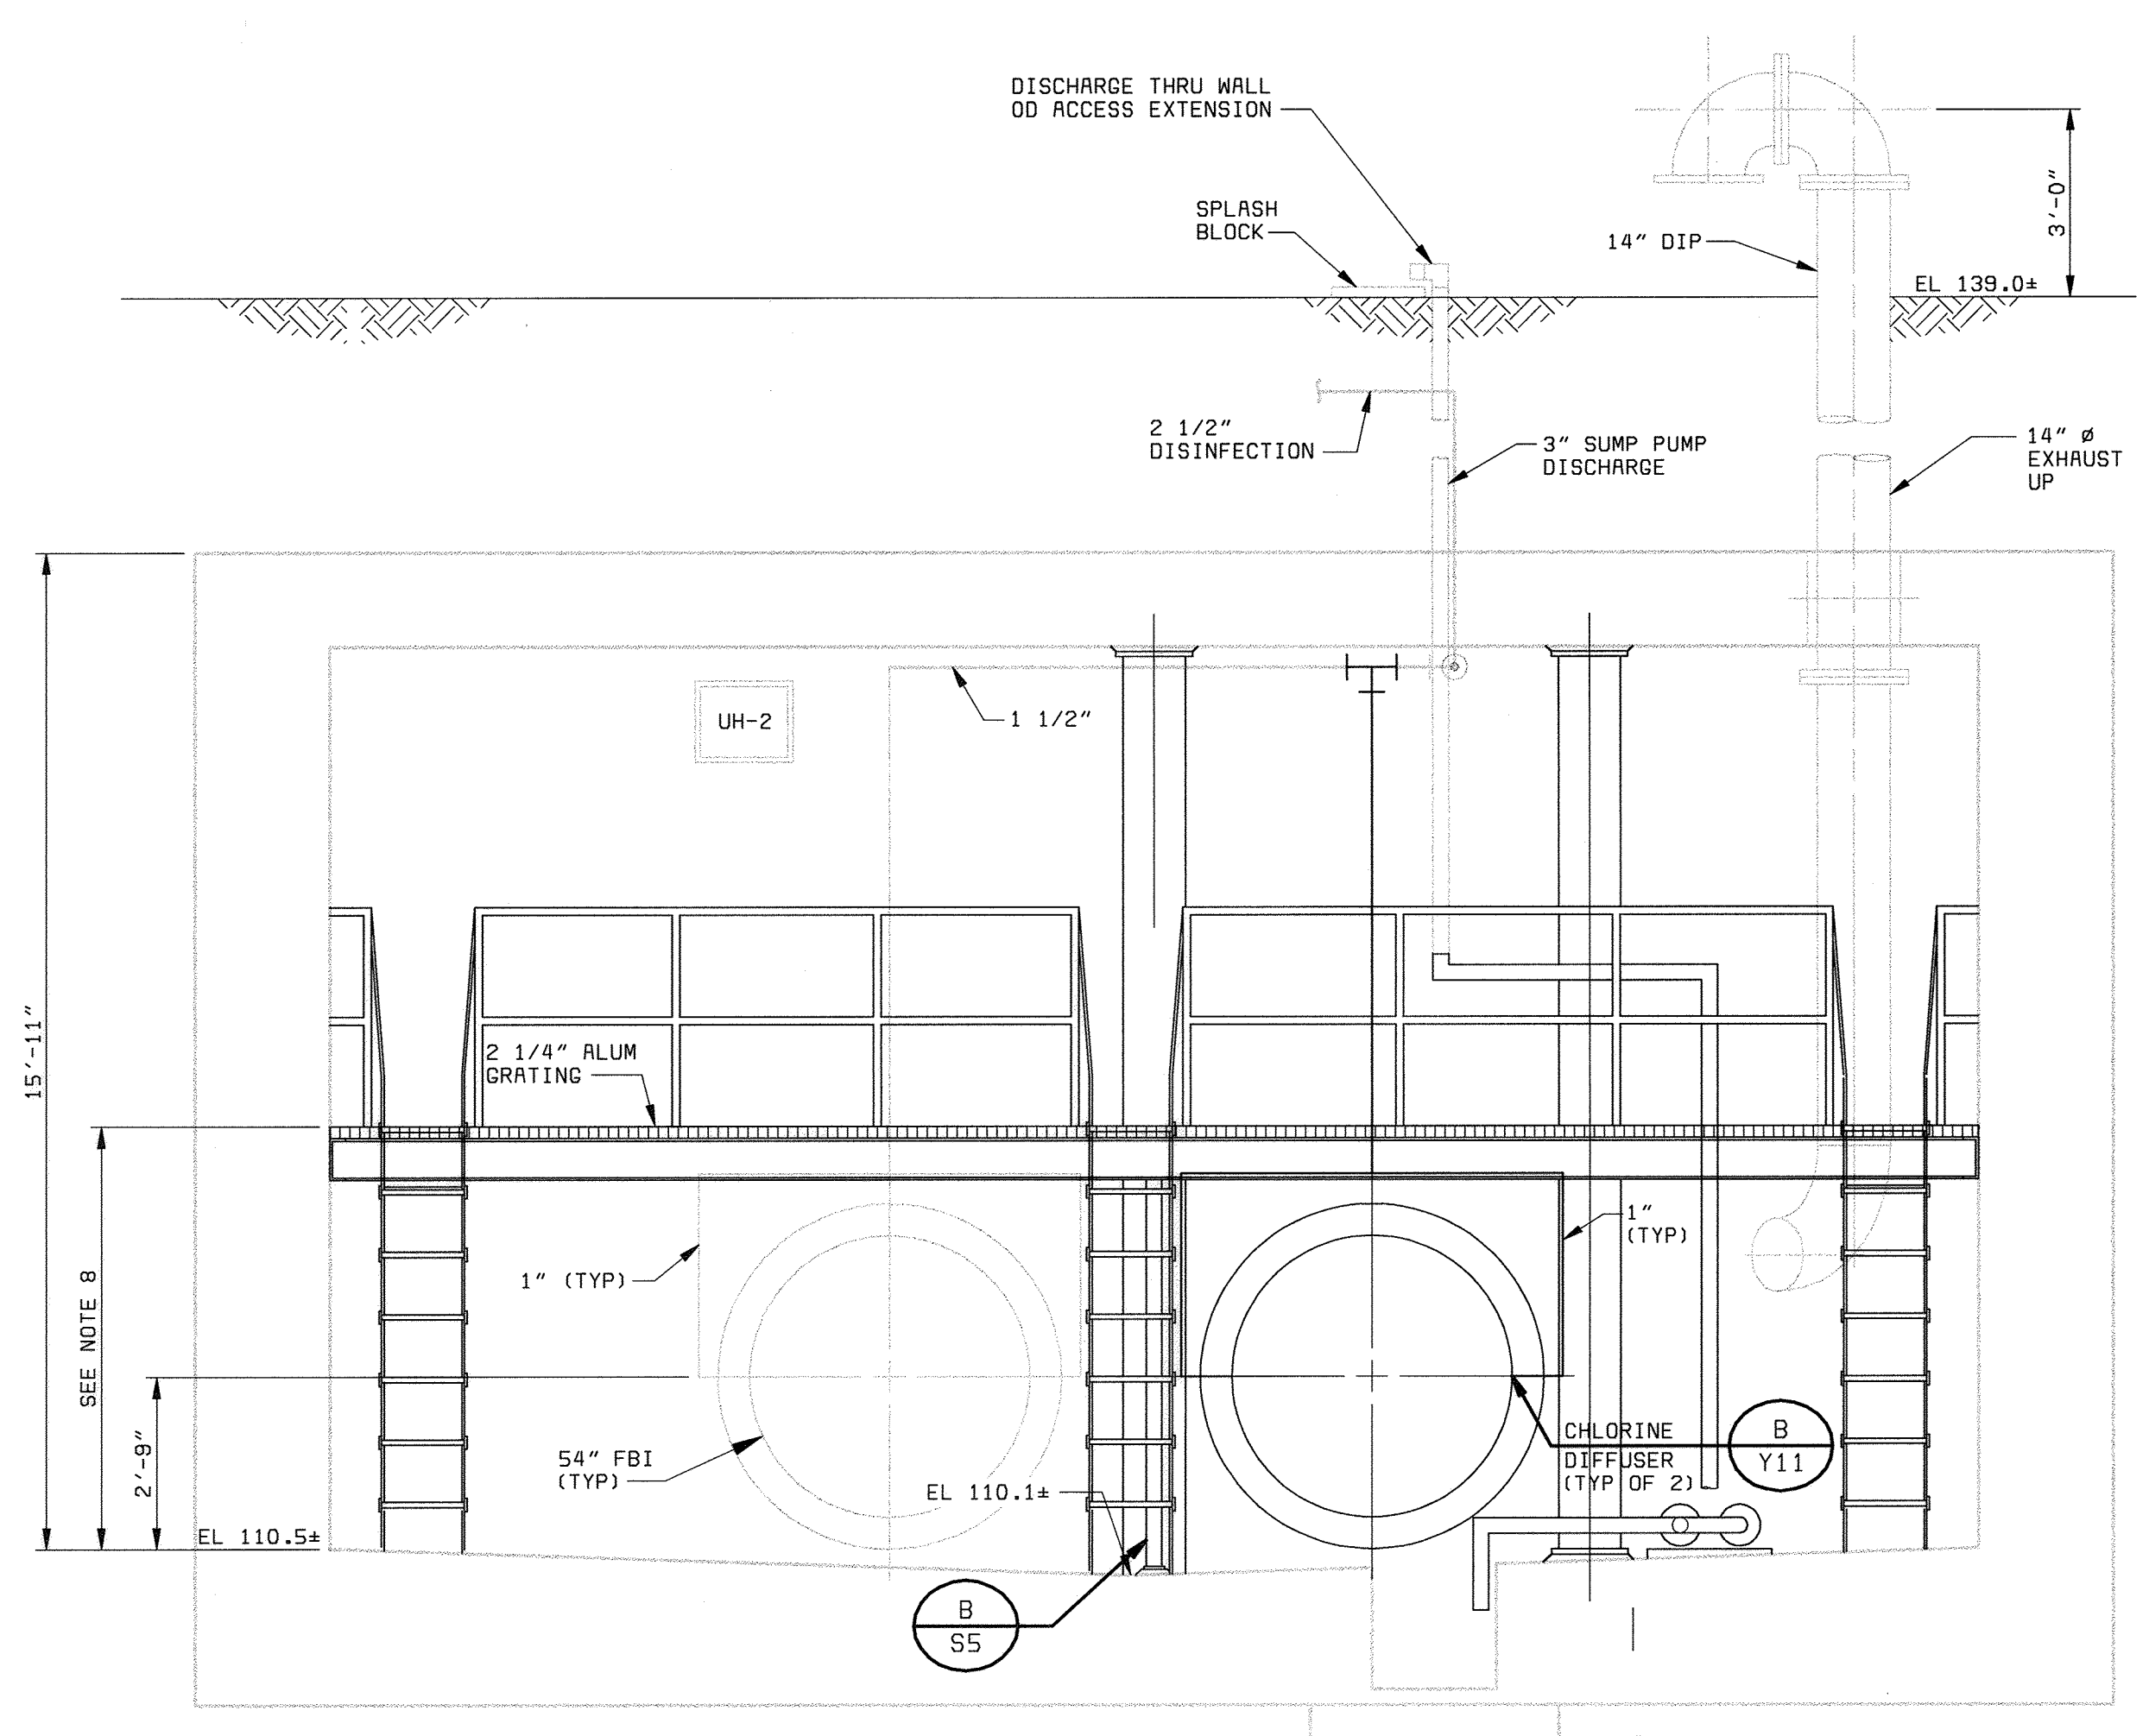 DISCHARGE THRU WALL
OD ACCESS EXTENSION
SPLASH
BLOCK
14" DIP
3'-0"
EL 139.0±
2 1/2"
DISINFECTION
3" SUMP PUMP
DISCHARGE
14" Ø
EXHAUST
UP
UH-2
1 1/2"
15'-11"
2 1/4" ALUM
GRATING
1"
(TYP)
1" (TYP)
SEE NOTE 8
2'-9"
54" FBI
(TYP)
CHLORINE
DIFFUSER
(TYP OF 2)
B
Y11
EL 110.1±
EL 110.5±
B
S5